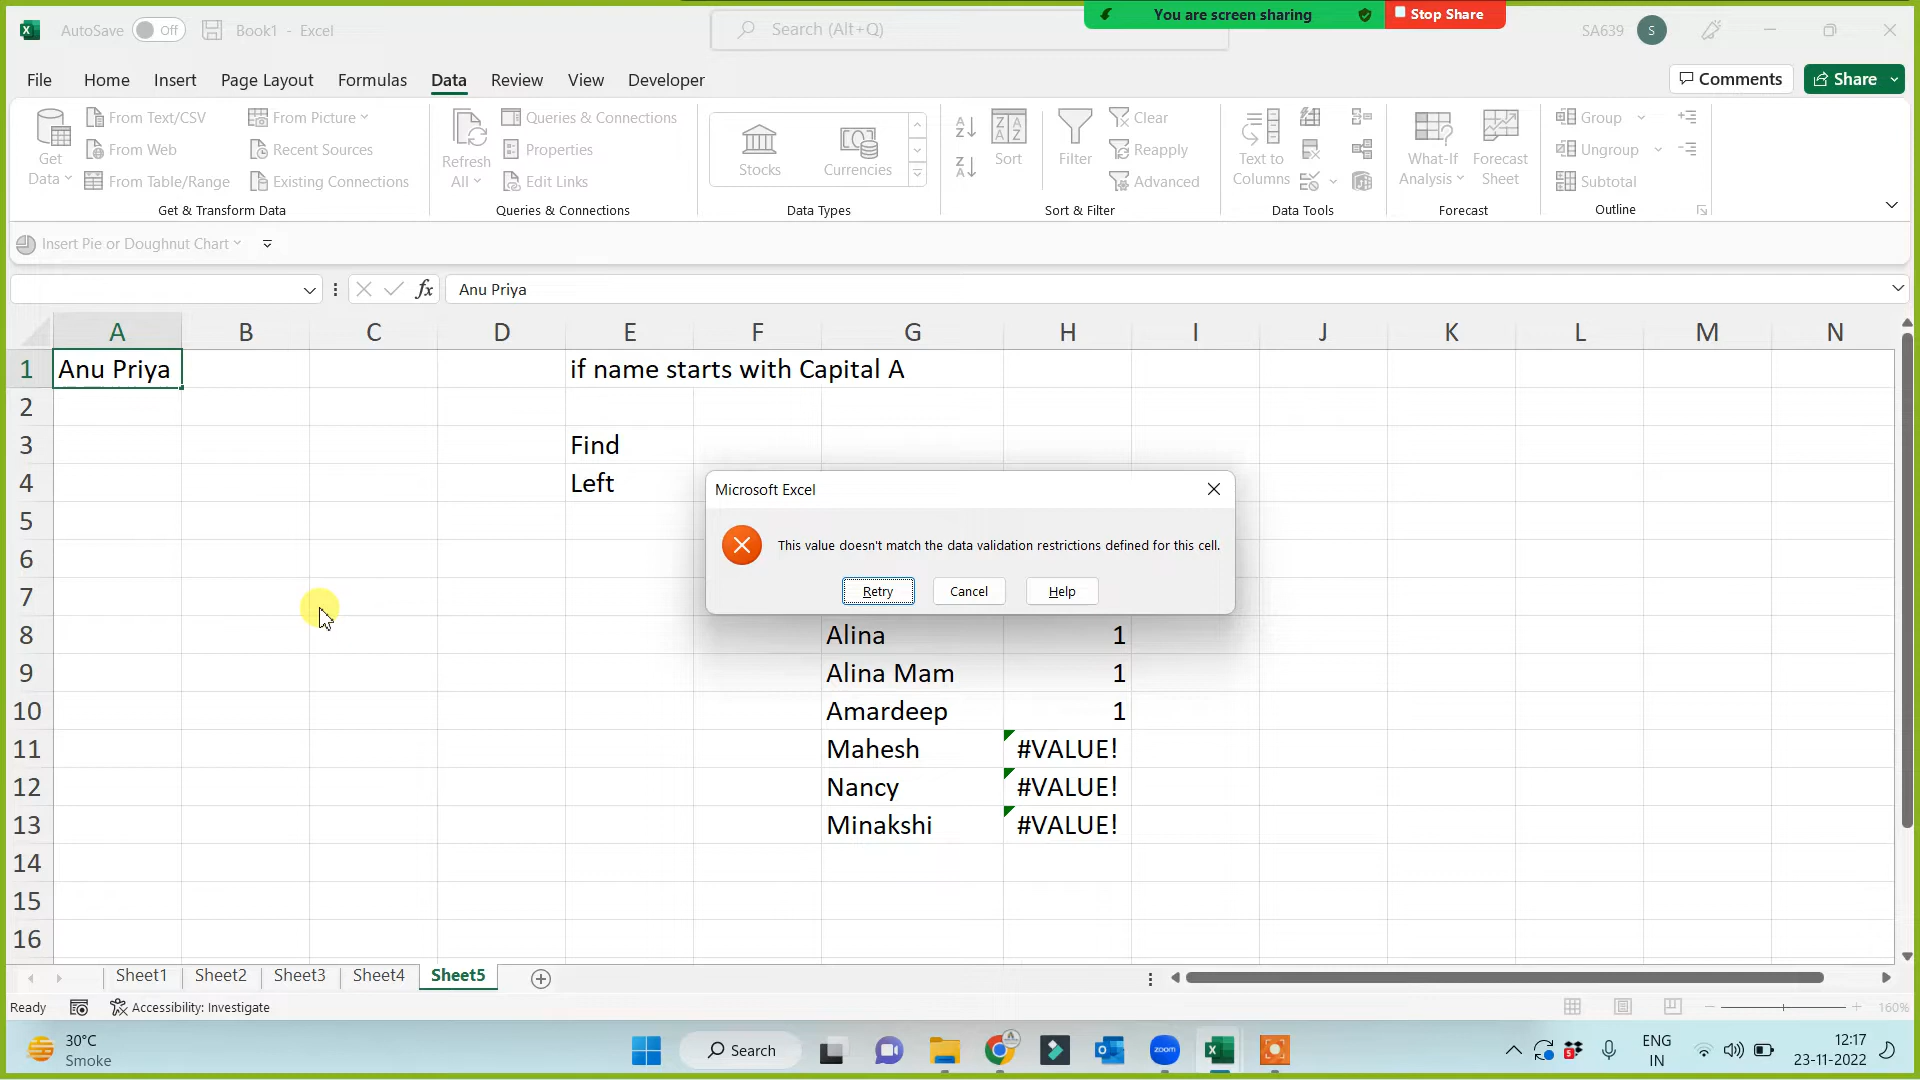 You are screen sharing
Stop Share
AutoSave Off Book1 - Excel
Search (Alt+Q)
SA639 S
File Home Insert Page Layout Formulas Data Review View Developer
Comments Share
Get Data
From Text/CSV
From Web
From Table/Range
From Picture
Recent Sources
Existing Connections
Get & Transform Data
Refresh All
Queries & Connections
Properties
Edit Links
Queries & Connections
Stocks Currencies
Data Types
Sort
Filter
Clear
Reapply
Advanced
Sort & Filter
Text to Columns
Data Tools
What-If Analysis
Forecast Sheet
Forecast
Group
Ungroup
Subtotal
Outline
Insert Pie or Doughnut Chart
fx Anu Priya
A B C D E F G H I J K L M N
1 Anu Priya if name starts with Capital A
2
3 Find
4 Left
5
6
7
8 Alina 1
9 Alina Mam 1
10 Amardeep 1
11 Mahesh #VALUE!
12 Nancy #VALUE!
13 Minakshi #VALUE!
14
15
16
Microsoft Excel
This value doesn't match the data validation restrictions defined for this cell.
Retry Cancel Help
Sheet1 Sheet2 Sheet3 Sheet4 Sheet5
Ready Accessibility: Investigate 160%
30°C
Smoke
Search
zoom
ENG
IN
12:17
23-11-2022